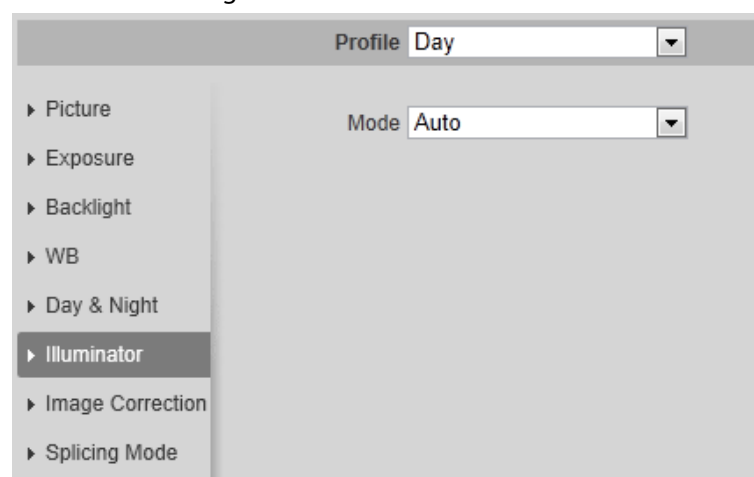 Profile Day
Picture
Mode Auto
Exposure
Backlight
WB
Day & Night
Illuminator
Image Correction
Splicing Mode